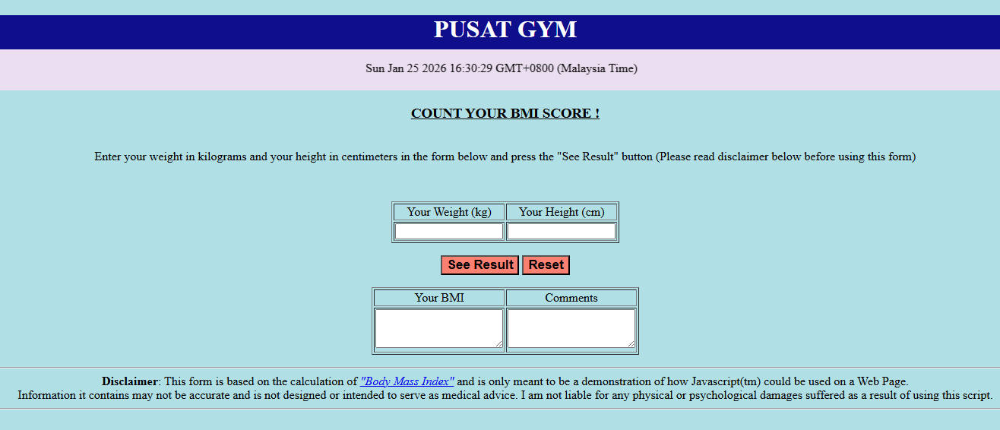 PUSAT GYM
Sun Jan 25 2026 16:30:29 GMT+0800 (Malaysia Time)
COUNT YOUR BMI SCORE !
Enter your weight in kilograms and your height in centimeters in the form below and press the "See Result" button (Please read disclaimer below before using this form)
Your Weight (kg) Your Height (cm)
See Result Reset
Your BMI Comments
Disclaimer: This form is based on the calculation of "Body Mass Index" and is only meant to be a demonstration of how Javascript(tm) could be used on a Web Page.
Information it contains may not be accurate and is not designed or intended to serve as medical advice. I am not liable for any physical or psychological damages suffered as a result of using this script.